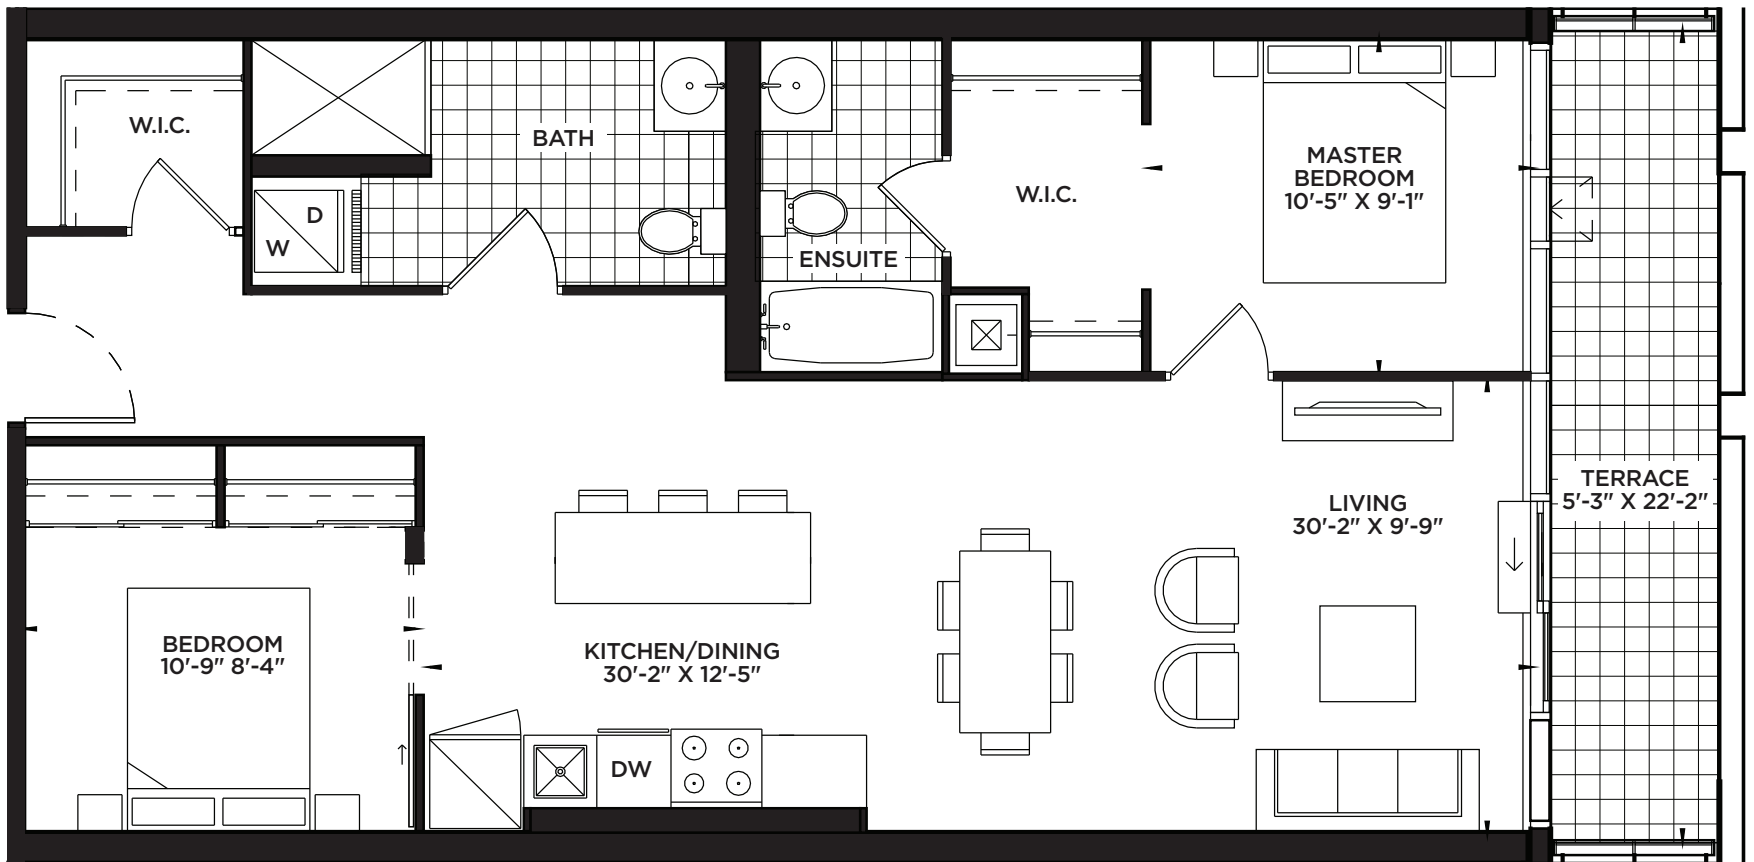 W.I.C.
BATH
D
W
ENSUITE
W.I.C.
MASTER
BEDROOM
10'-5" X 9'-1"
TERRACE
5'-3" X 22'-2"
LIVING
30'-2" X 9'-9"
BEDROOM
10'-9" 8'-4"
KITCHEN/DINING
30'-2" X 12'-5"
DW